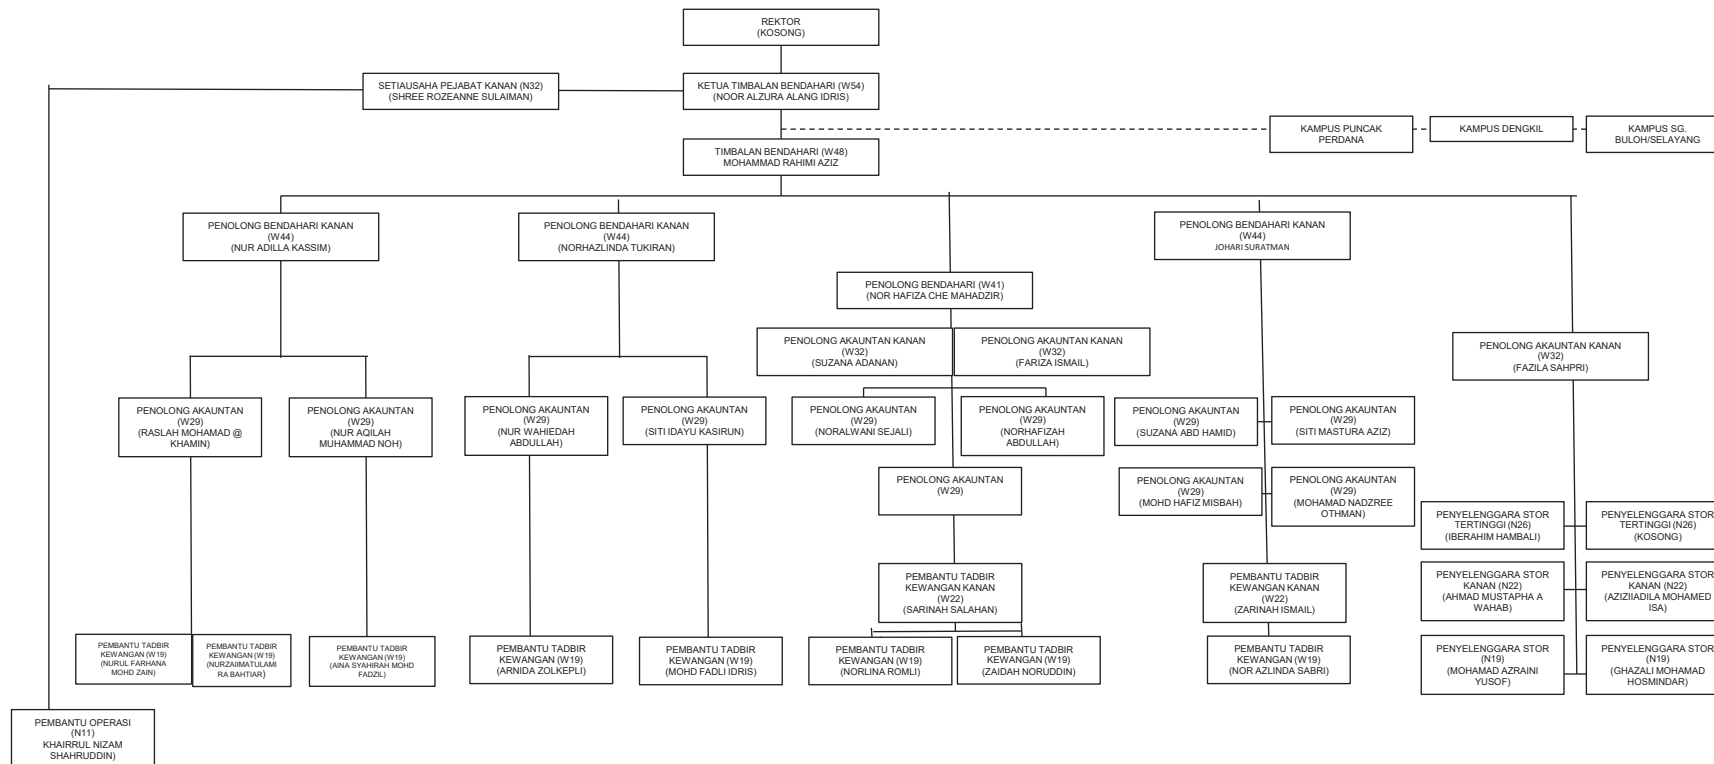 REKTOR
(KOSONG)
SETIAUSAHA PEJABAT KANAN (N32)
(SHREE ROZEANNE SULAIMAN)
KETUA TIMBALAN BENDAHARI (W54)
(NOOR ALZURA ALANG IDRIS)
KAMPUS PUNCAK
PERDANA
KAMPUS DENGKIL
KAMPUS SG.
BULOH/SELAYANG
TIMBALAN BENDAHARI (W48)
MOHAMMAD RAHIMI AZIZ
PENOLONG BENDAHARI KANAN
(W44)
(NUR ADILLA KASSIM)
PENOLONG BENDAHARI KANAN
(W44)
(NORHAZLINDA TUKIRAN)
PENOLONG BENDAHARI KANAN
(W44)
JOHARI SURATMAN
PENOLONG BENDAHARI (W41)
(NOR HAFIZA CHE MAHADZIR)
PENOLONG AKAUNTAN KANAN
(W32)
(SUZANA ADANAN)
PENOLONG AKAUNTAN KANAN
(W32)
(FARIZA ISMAIL)
PENOLONG AKAUNTAN KANAN
(W32)
(FAZILA SAHPRI)
PENOLONG AKAUNTAN
(W29)
(RASLAH MOHAMAD @
KHAMIN)
PENOLONG AKAUNTAN
(W29)
(NUR AQILAH
MUHAMMAD NOH)
PENOLONG AKAUNTAN
(W29)
(NUR WAHIEDAH
ABDULLAH)
PENOLONG AKAUNTAN
(W29)
(SITI IDAYU KASIRUN)
PENOLONG AKAUNTAN
(W29)
(NORALWANI SEJALI)
PENOLONG AKAUNTAN
(W29)
(NORHAFIZAH
ABDULLAH)
PENOLONG AKAUNTAN
(W29)
(SUZANA ABD HAMID)
PENOLONG AKAUNTAN
(W29)
(SITI MASTURA AZIZ)
PENOLONG AKAUNTAN
(W29)
PENOLONG AKAUNTAN
(W29)
(MOHD HAFIZ MISBAH)
PENOLONG AKAUNTAN
(W29)
(MOHAMAD NADZREE
OTHMAN)
PENYELENGGARA STOR
TERTINGGI (N26)
(IBERAHIM HAMBALI)
PENYELENGGARA STOR
TERTINGGI (N26)
(KOSONG)
PEMBANTU TADBIR
KEWANGAN KANAN
(W22)
(SARINAH SALAHAN)
PEMBANTU TADBIR
KEWANGAN KANAN
(W22)
(ZARINAH ISMAIL)
PENYELENGGARA STOR
KANAN (N22)
(AHMAD MUSTAPHA A
WAHAB)
PENYELENGGARA STOR
KANAN (N22)
(AZIZIIADILA MOHAMED
ISA)
PEMBANTU TADBIR
KEWANGAN (W19)
(NURUL FARHANA
MOHD ZAIN)
PEMBANTU TADBIR
KEWANGAN (W19)
(NURZAIIMATULAMI
RA BAHTIAR)
PEMBANTU TADBIR
KEWANGAN (W19)
(AINA SYAHIRAH MOHD
FADZIL)
PEMBANTU TADBIR
KEWANGAN (W19)
(ARNIDA ZOLKEPLI)
PEMBANTU TADBIR
KEWANGAN (W19)
(MOHD FADLI IDRIS)
PEMBANTU TADBIR
KEWANGAN (W19)
(NORLINA ROMLI)
PEMBANTU TADBIR
KEWANGAN (W19)
(ZAIDAH NORUDDIN)
PEMBANTU TADBIR
KEWANGAN (W19)
(NOR AZLINDA SABRI)
PENYELENGGARA STOR
(N19)
(MOHAMAD AZRAINI
YUSOF)
PENYELENGGARA STOR
(N19)
(GHAZALI MOHAMAD
HOSMINDAR)
PEMBANTU OPERASI
(N11)
KHAIRRUL NIZAM
SHAHRUDDIN)